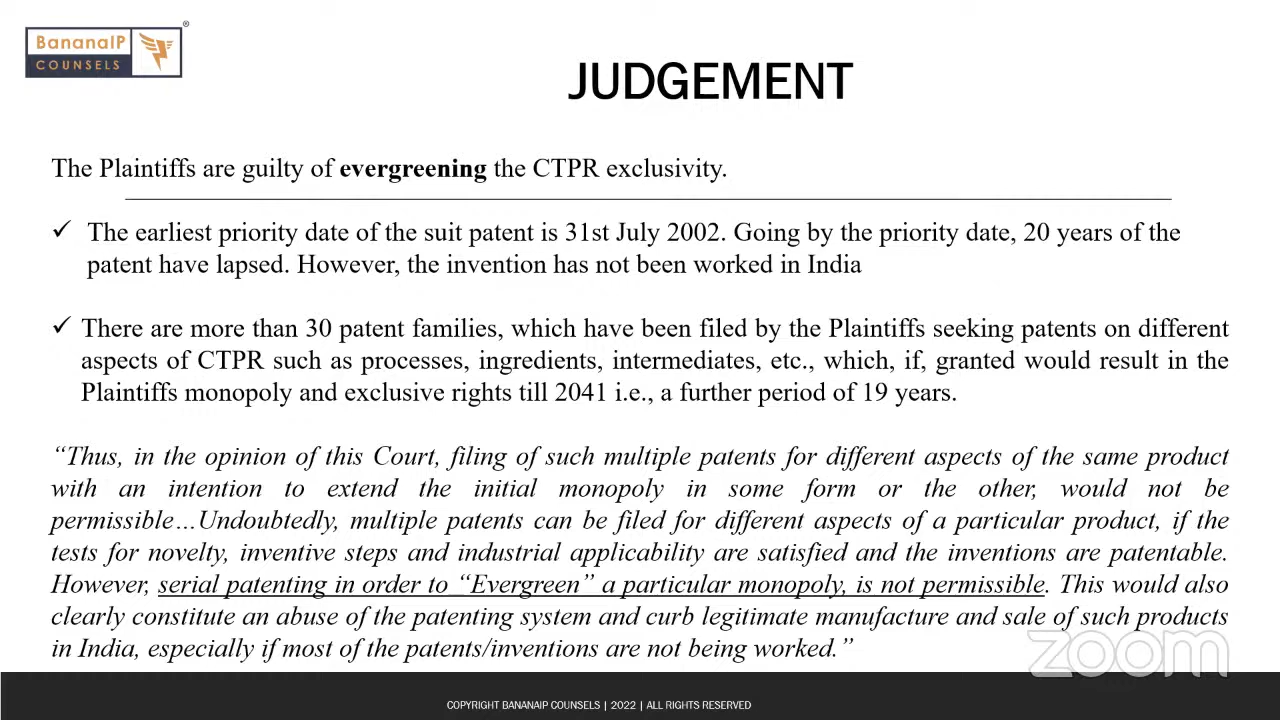 BananaIP
COUNSELS
®
JUDGEMENT
The Plaintiffs are guilty of evergreening the CTPR exclusivity.
✓ The earliest priority date of the suit patent is 31st July 2002. Going by the priority date, 20 years of the
patent have lapsed. However, the invention has not been worked in India
✓ There are more than 30 patent families, which have been filed by the Plaintiffs seeking patents on different
aspects of CTPR such as processes, ingredients, intermediates, etc., which, if, granted would result in the
Plaintiffs monopoly and exclusive rights till 2041 i.e., a further period of 19 years.
“Thus, in the opinion of this Court, filing of such multiple patents for different aspects of the same product
with an intention to extend the initial monopoly in some form or the other, would not be
permissible…Undoubtedly, multiple patents can be filed for different aspects of a particular product, if the
tests for novelty, inventive steps and industrial applicability are satisfied and the inventions are patentable.
However, serial patenting in order to “Evergreen” a particular monopoly, is not permissible. This would also
clearly constitute an abuse of the patenting system and curb legitimate manufacture and sale of such products
in India, especially if most of the patents/inventions are not being worked.”
zoom
COPYRIGHT BANANAIP COUNSELS | 2022 | ALL RIGHTS RESERVED